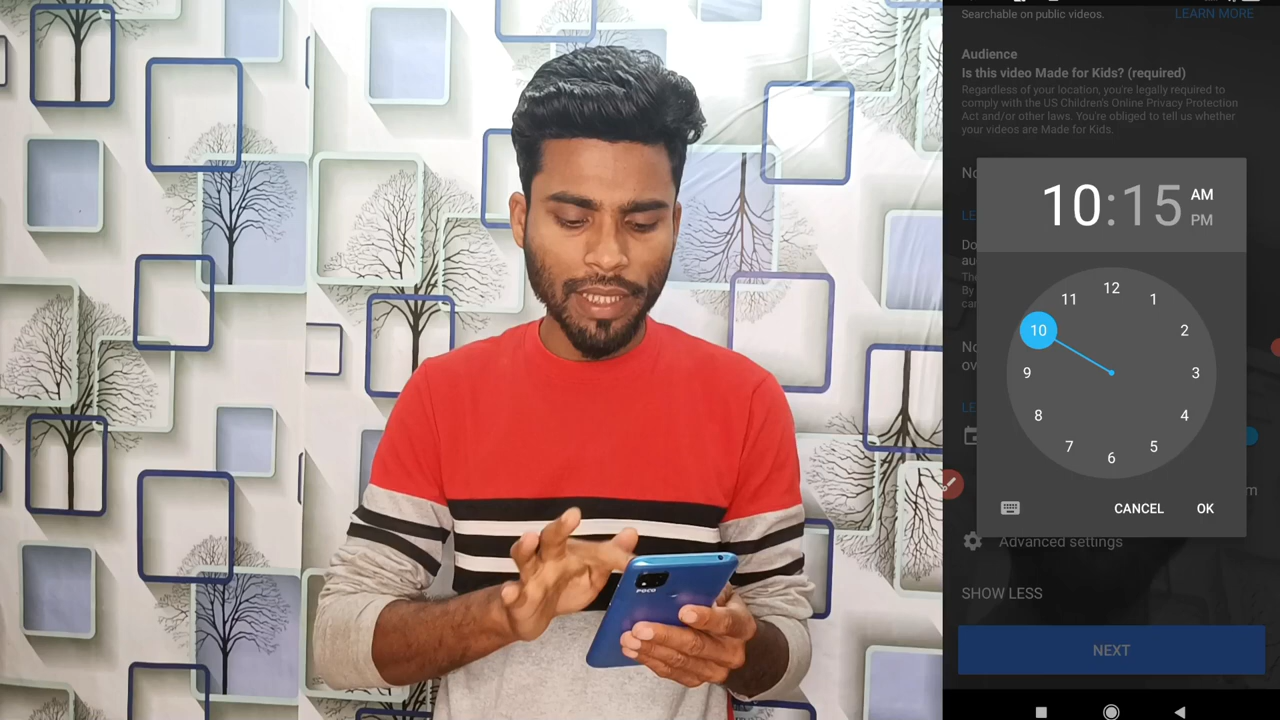 Searchable on public videos.
LEARN MORE
Audience
Is this video Made for Kids? (required)
Regardless of your location, you're legally required to
comply with the US Children's Online Privacy Protection
Act and/or other laws. You're obliged to tell us whether
your videos are Made for Kids.
10:15
AM
PM
12
11
1
10
2
9
3
8
4
7
5
6
CANCEL
OK
Advanced settings
SHOW LESS
NEXT
POCO